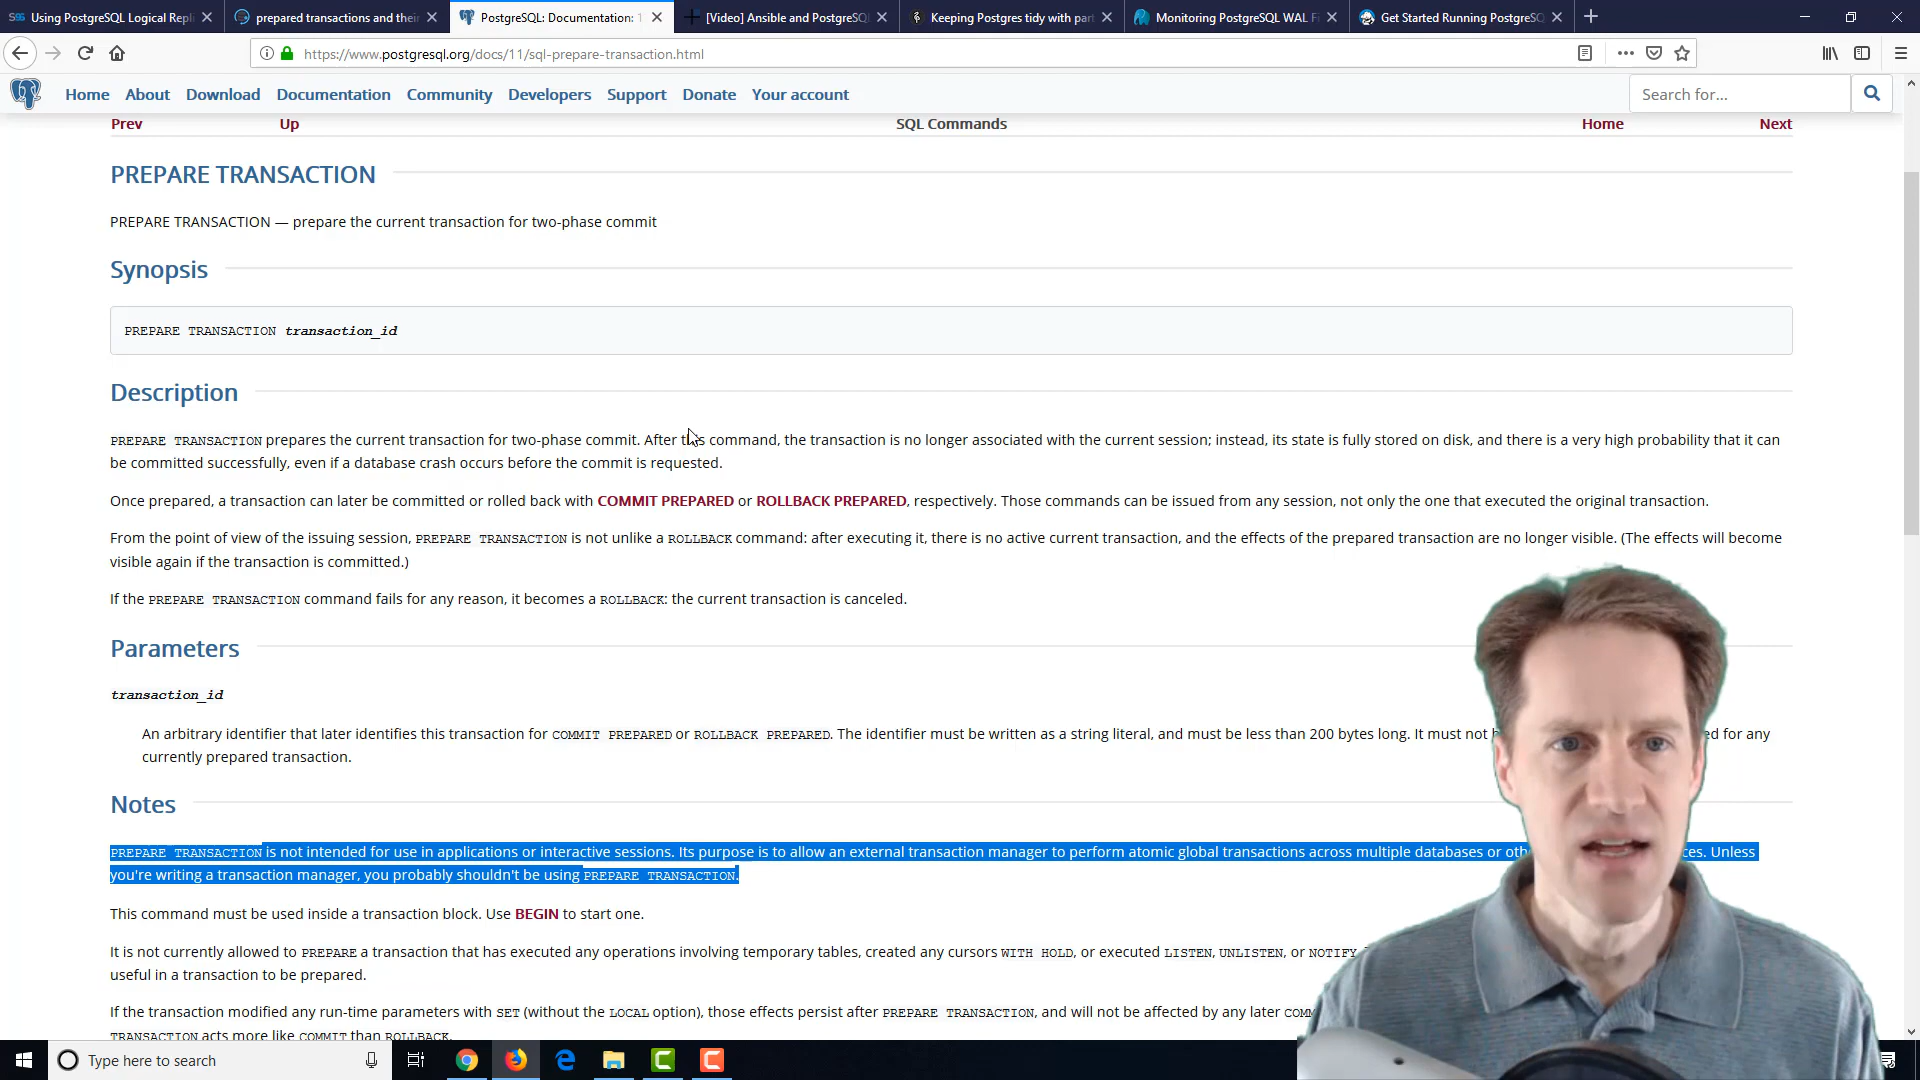 Using PostgreSQL Logical Repli
prepared transactions and their
PostgreSQL: Documentation: 1
[Video] Ansible and PostgreSQL
Keeping Postgres tidy with part
Monitoring PostgreSQL WAL Fi
Get Started Running PostgreSQ
https://www.postgresql.org/docs/11/sql-prepare-transaction.html
Home About Download Documentation Community Developers Support Donate Your account Search for...
Prev Up SQL Commands Home Next
PREPARE TRANSACTION
PREPARE TRANSACTION — prepare the current transaction for two-phase commit
Synopsis
PREPARE TRANSACTION transaction_id
Description
PREPARE TRANSACTION prepares the current transaction for two-phase commit. After this command, the transaction is no longer associated with the current session; instead, its state is fully stored on disk, and there is a very high probability that it can
be committed successfully, even if a database crash occurs before the commit is requested.
Once prepared, a transaction can later be committed or rolled back with COMMIT PREPARED or ROLLBACK PREPARED, respectively. Those commands can be issued from any session, not only the one that executed the original transaction.
From the point of view of the issuing session, PREPARE TRANSACTION is not unlike a ROLLBACK command: after executing it, there is no active current transaction, and the effects of the prepared transaction are no longer visible. (The effects will become
visible again if the transaction is committed.)
If the PREPARE TRANSACTION command fails for any reason, it becomes a ROLLBACK: the current transaction is canceled.
Parameters
transaction_id
An arbitrary identifier that later identifies this transaction for COMMIT PREPARED or ROLLBACK PREPARED. The identifier must be written as a string literal, and must be less than 200 bytes long. It must not ed for any
currently prepared transaction.
Notes
PREPARE TRANSACTION is not intended for use in applications or interactive sessions. Its purpose is to allow an external transaction manager to perform atomic global transactions across multiple databases or oth ces. Unless
you're writing a transaction manager, you probably shouldn't be using PREPARE TRANSACTION.
This command must be used inside a transaction block. Use BEGIN to start one.
It is not currently allowed to PREPARE a transaction that has executed any operations involving temporary tables, created any cursors WITH HOLD, or executed LISTEN, UNLISTEN, or NOTIFY.
useful in a transaction to be prepared.
If the transaction modified any run-time parameters with SET (without the LOCAL option), those effects persist after PREPARE TRANSACTION, and will not be affected by any later COMM
TRANSACTION acts more like COMMIT than ROLLBACK.
Type here to search